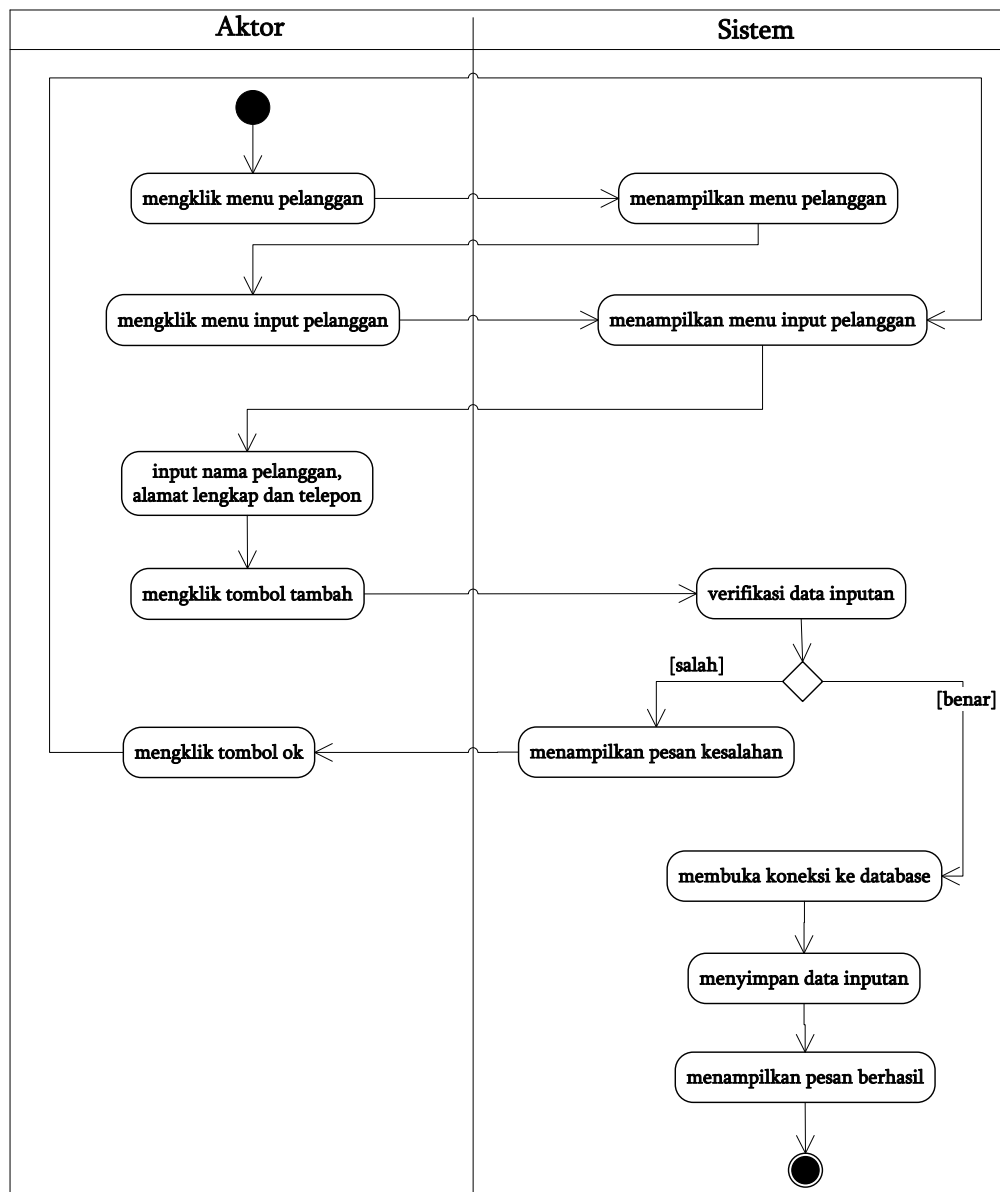 Aktor
Sistem
mengklik menu pelanggan
menampilkan menu pelanggan
mengklik menu input pelanggan
menampilkan menu input pelanggan
input nama pelanggan,
alamat lengkap dan telepon
mengklik tombol tambah
verifikasi data inputan
[salah]
[benar]
mengklik tombol ok
menampilkan pesan kesalahan
membuka koneksi ke database
menyimpan data inputan
menampilkan pesan berhasil